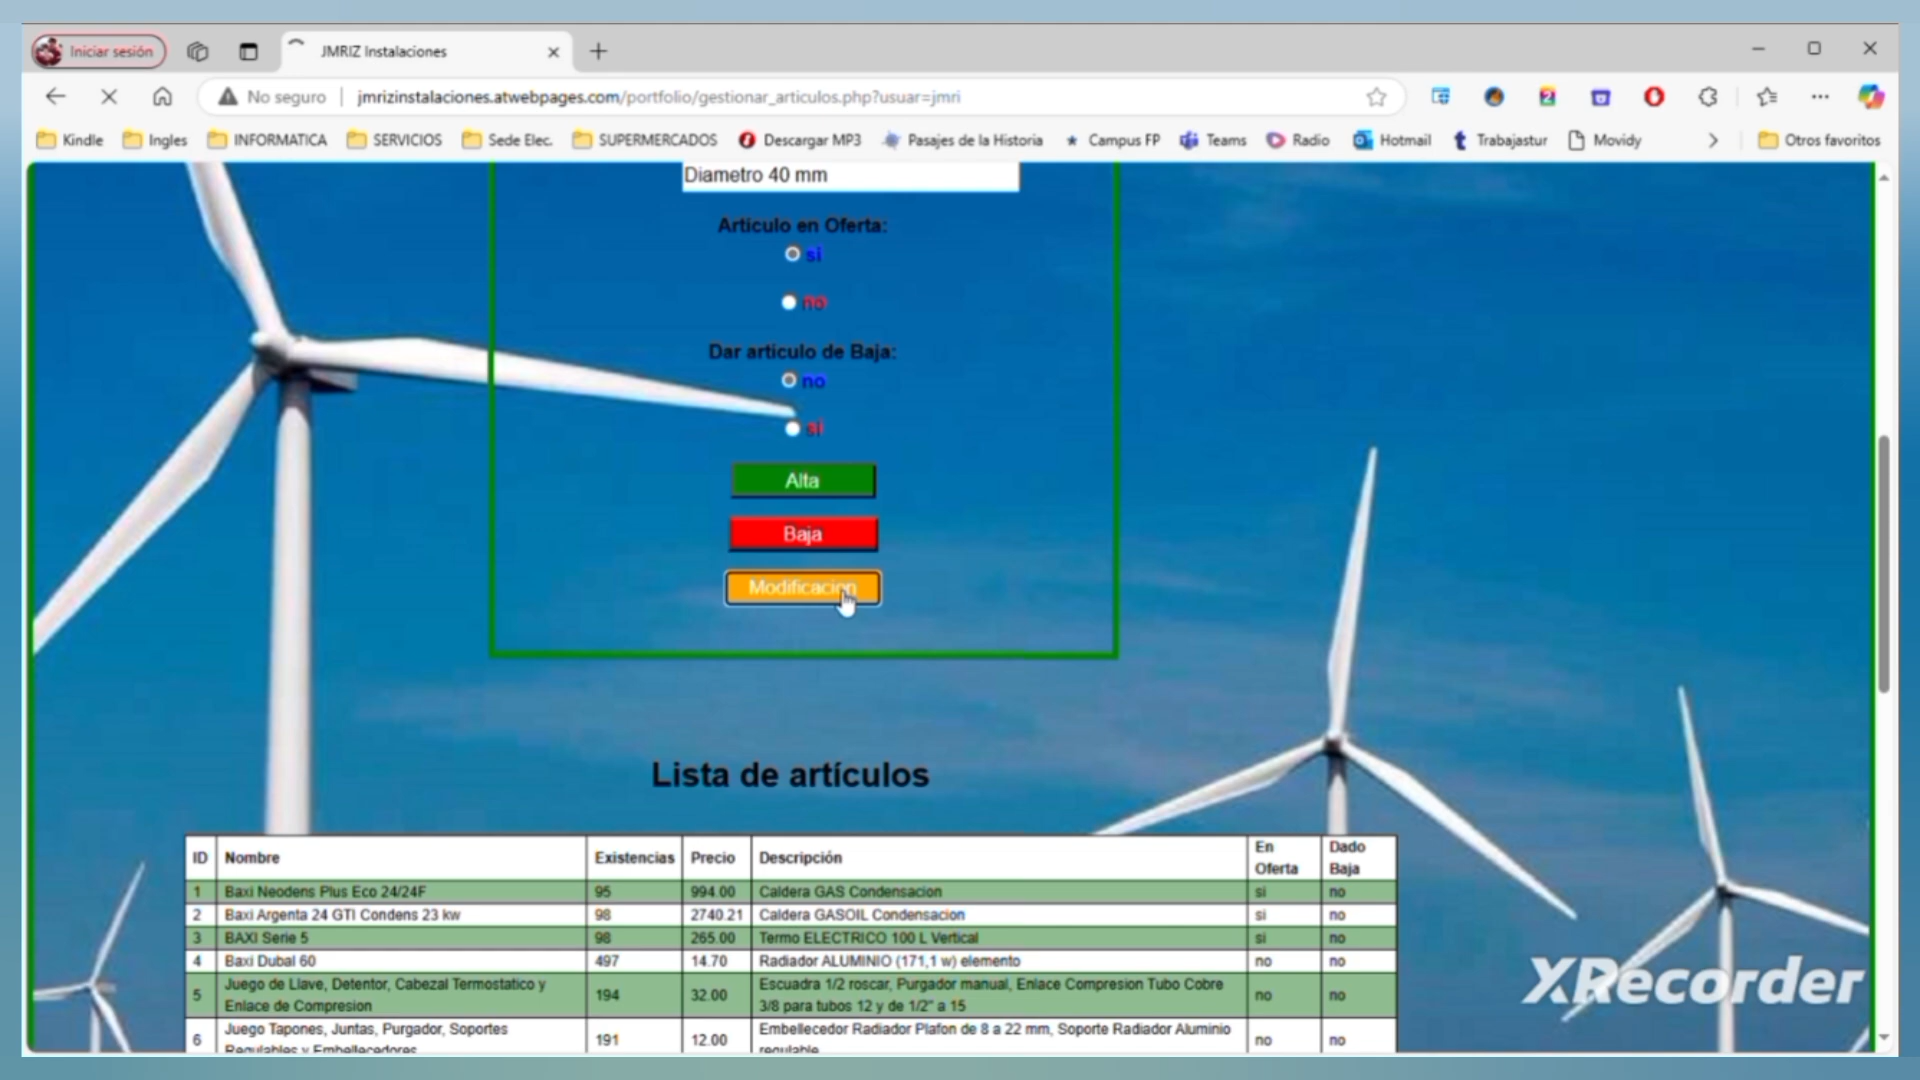 Iniciar sesión
JMRIZ Instalaciones
No seguro
jmrizinstalaciones.atwebpages.com/portfolio/gestionar_articulos.php?usuar=jmri
Kindle Ingles INFORMATICA SERVICIOS Sede Elec. SUPERMERCADOS Descargar MP3 Pasajes de la Historia Campus FP Teams Radio Hotmail Trabajastur Movidy Otros favoritos
Diametro 40 mm
Artículo en Oferta:
si
no
Dar artículo de Baja:
no
si
Alta
Baja
Modificacion
Lista de artículos
ID Nombre Existencias Precio Descripción En Oferta Dado Baja
1 Baxi Neodens Plus Eco 24/24F 95 994.00 Caldera GAS Condensacion si no
2 Baxi Argenta 24 GTI Condens 23 kw 98 2740.21 Caldera GASOIL Condensacion si no
3 BAXI Serie 5 98 265.00 Termo ELECTRICO 100 L Vertical si no
4 Baxi Dubal 60 497 14.70 Radiador ALUMINIO (171,1 w) elemento no no
5 Juego de Llave, Detentor, Cabezal Termostatico y Enlace de Compresion 194 32.00 Escuadra 1/2 roscar, Purgador manual, Enlace Compresion Tubo Cobre 3/8 para tubos 12 y de 1/2" a 15 no no
6 Juego Tapones, Juntas, Purgador, Soportes Regulables y Embellecedores 191 12.00 Embellecedor Radiador Plafon de 8 a 22 mm, Soporte Radiador Aluminio regulable no no
XRecorder